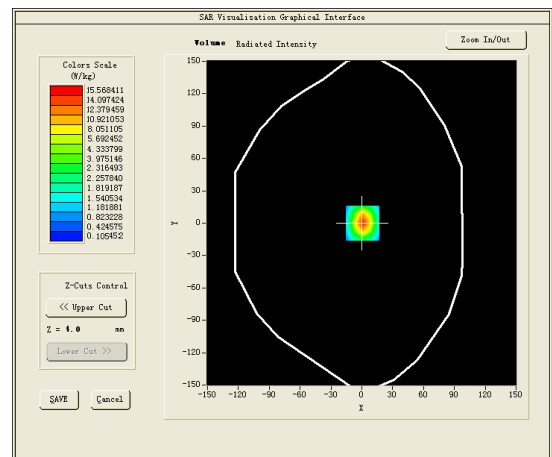 SAR Visualisation Graphical Interface
Volume Radiated Intensity
Zoom In/Out
Colors Scale
(W/kg)
15.568411
14.097424
12.379459
10.921053
8.051105
5.692452
4.333799
3.975146
2.316493
2.257840
1.819187
1.540534
1.181881
0.823228
0.424575
0.105452
Z-Cuts Control
<< Upper Cut
Z = 4.0 mm
Lower Cut >>
SAVE Cancel
150
120
90
60
30
0
-30
-60
-90
-120
-150
Y
-150 -120 -90 -60 -30 0 30 60 90 120 150
X